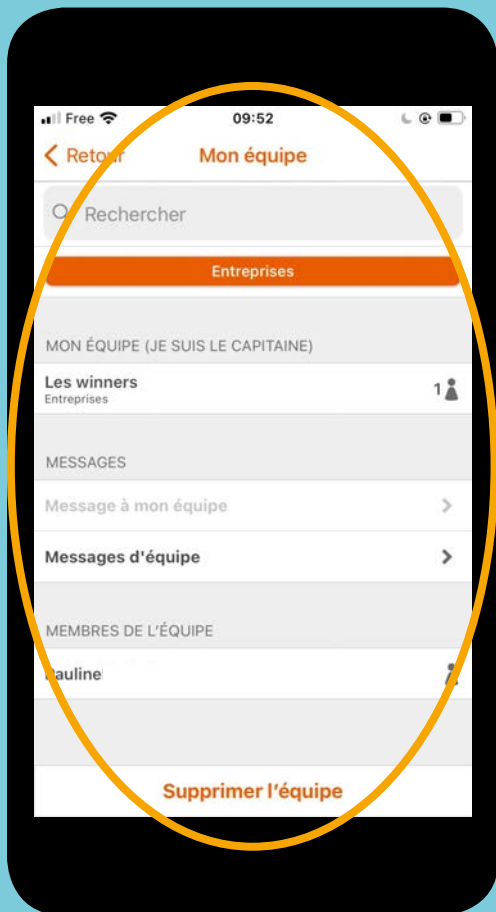 Free 09:52
Retour Mon équipe
Rechercher
Entreprises
MON ÉQUIPE (JE SUIS LE CAPITAINE)
Les winners 1
Entreprises
MESSAGES
Message à mon équipe
Messages d'équipe
MEMBRES DE L'ÉQUIPE
Pauline
Supprimer l'équipe